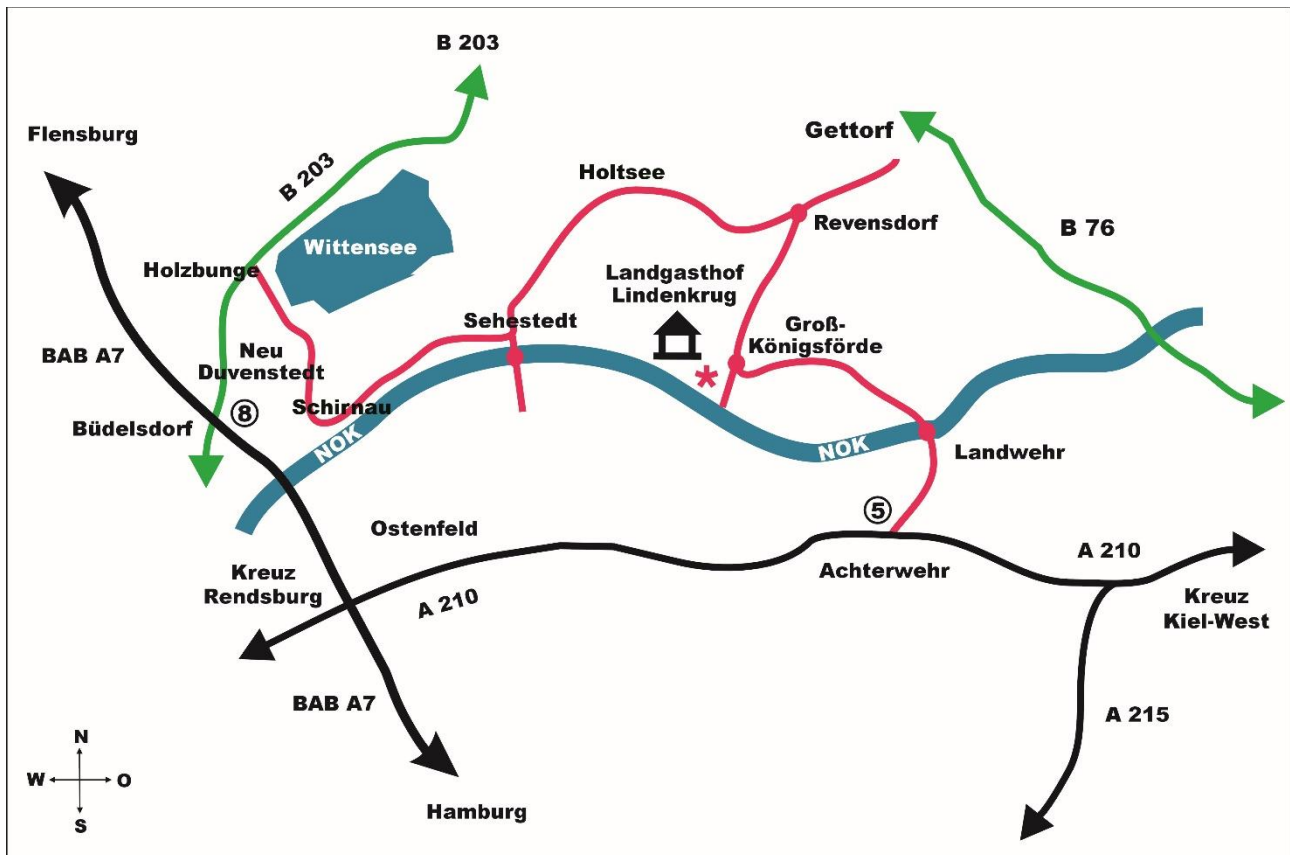 B 203
Flensburg
Gettorf
B 203
Holtsee
Revensdorf
B 76
Wittensee
Holzbunge
Landgasthof
Lindenkrug
Sehestedt
Groß-
Königsförde
BAB A7
Neu
Duvenstedt
*
8
Schirnau
Büdelsdorf
NOK
NOK
Landwehr
5
Ostenfeld
A 210
Achterwehr
Kreuz
Rendsburg
A 210
Kreuz
Kiel-West
BAB A7
A 215
N
W
O
S
Hamburg